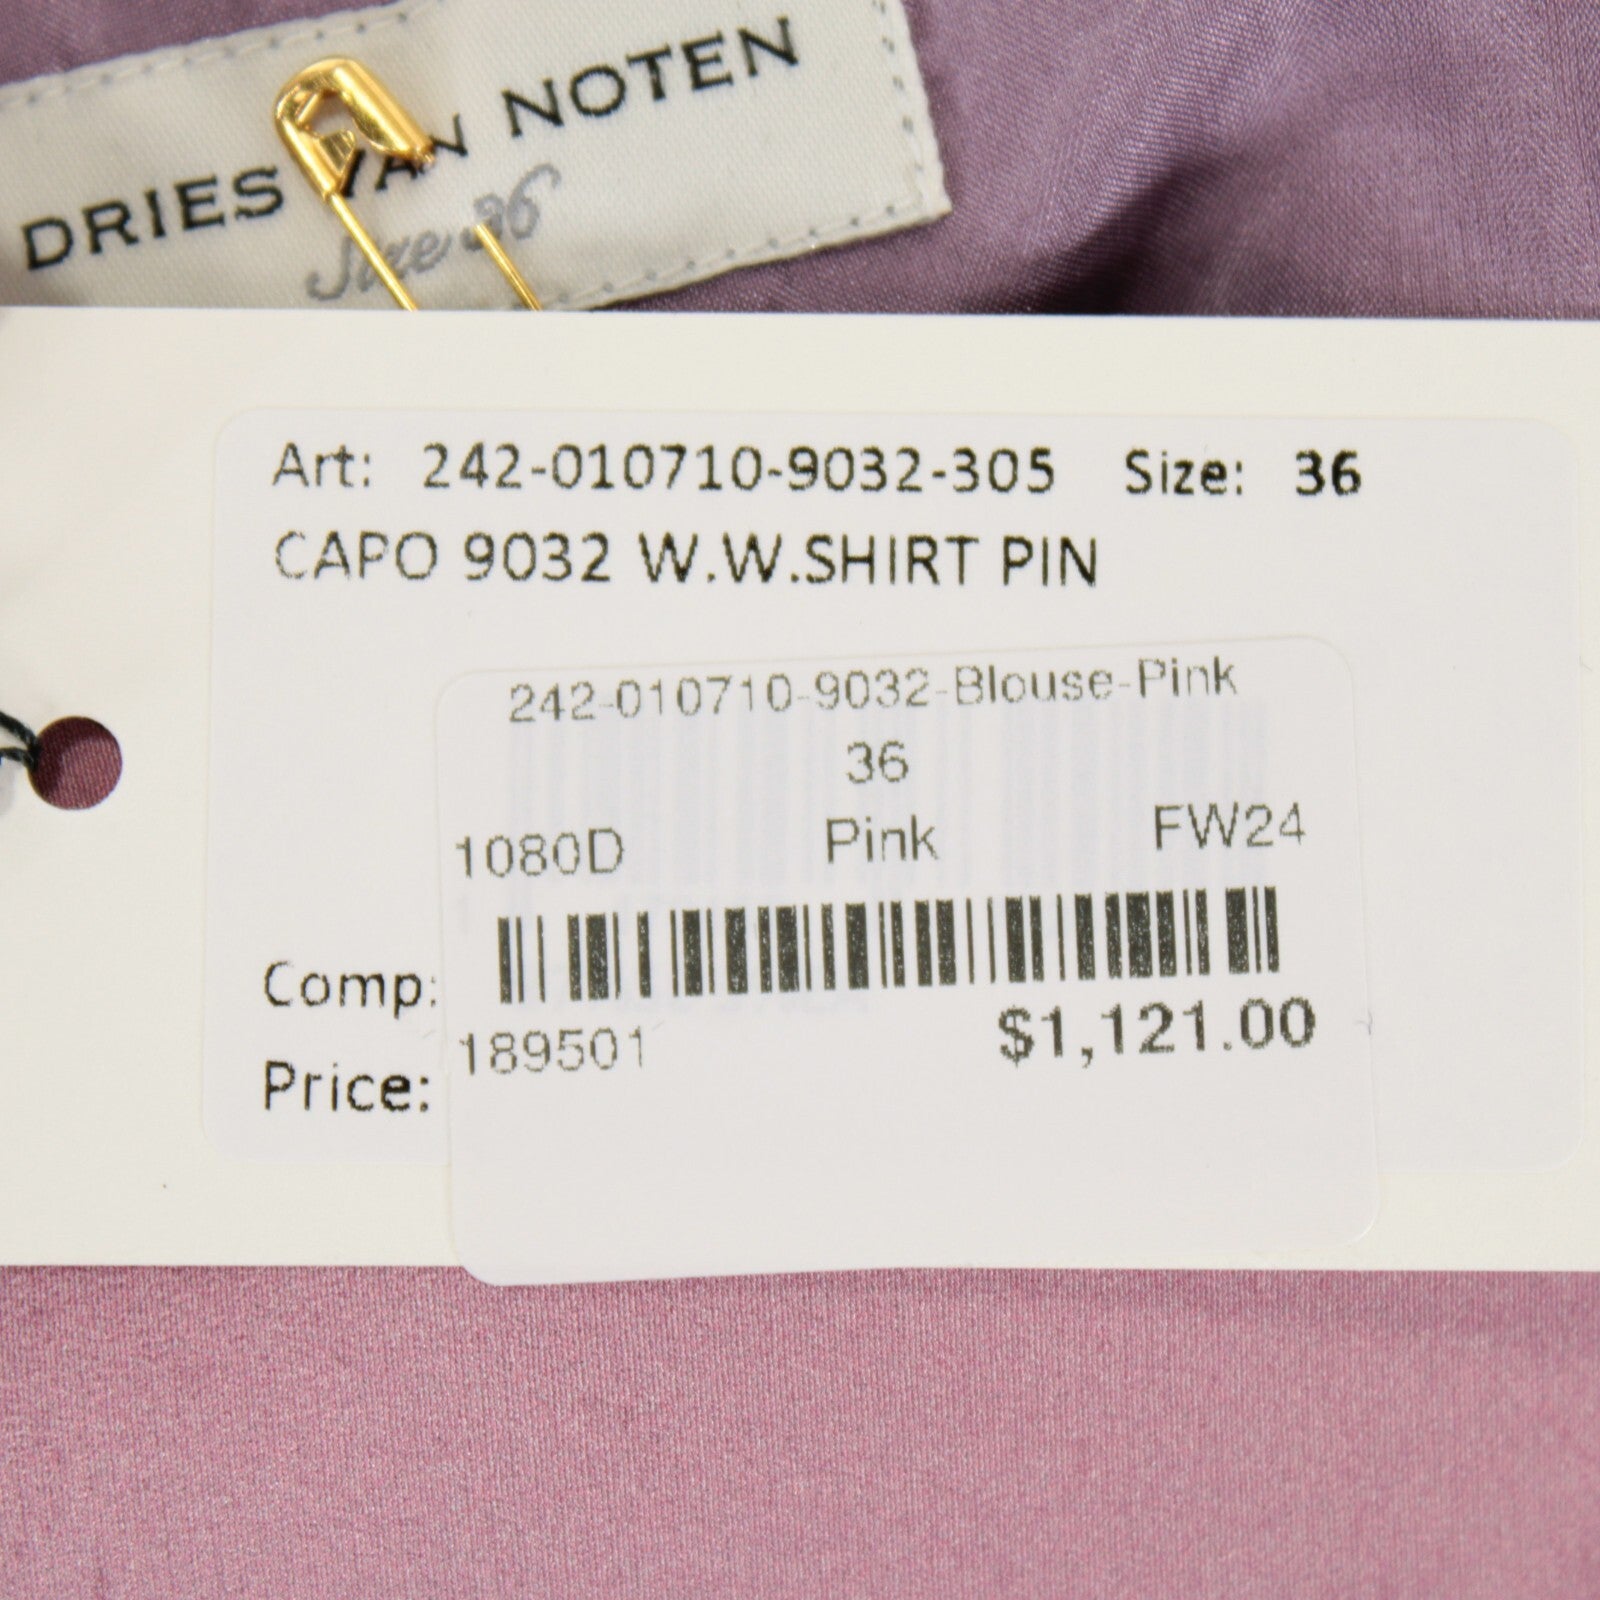 DRIES VAN NOTEN
Size 36
Art: 242-010710-9032-305 Size: 36
CAPO 9032 W.W.SHIRT PIN
242-010710-9032-Blouse-Pink
36
1080D Pink FW24
Comp:
189501 $1,121.00
Price: